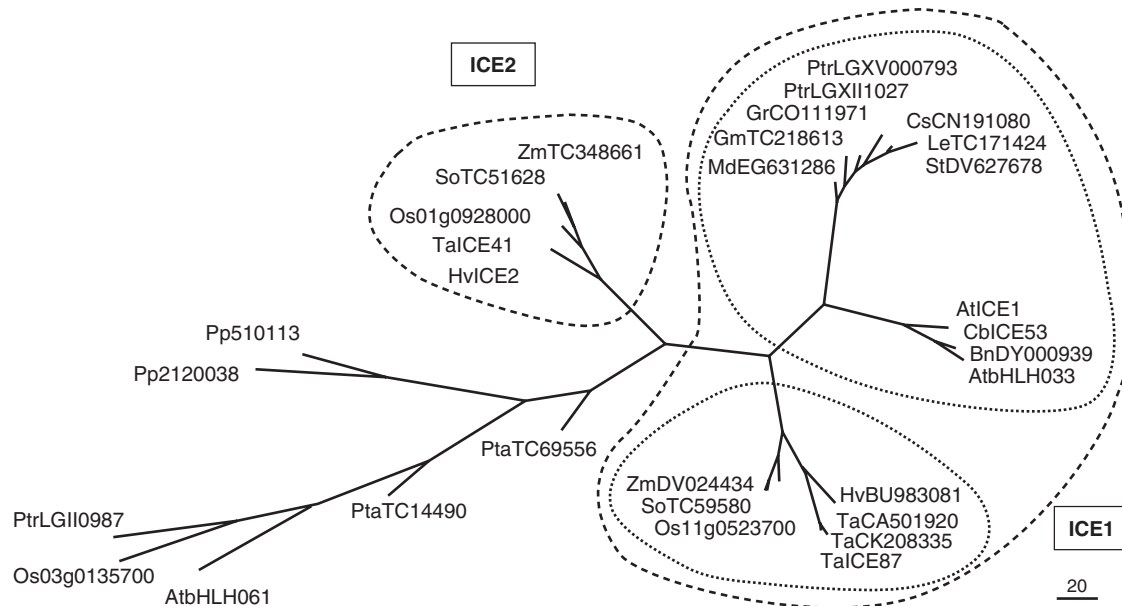 ICE2
PtrLGXV000793
PtrLGXII1027
GrCO111971
CsCN191080
GmTC218613
LeTC171424
MdEG631286
StDV627678
ZmTC348661
SoTC51628
Os01g0928000
TaICE41
HvICE2
AtICE1
CbICE53
BnDY000939
AtbHLH033
Pp510113
Pp2120038
PtaTC69556
ZmDV024434
SoTC59580
Os11g0523700
HvBU983081
TaCA501920
TaCK208335
TaICE87
PtaTC14490
PtrLGII0987
Os03g0135700
AtbHLH061
ICE1
20